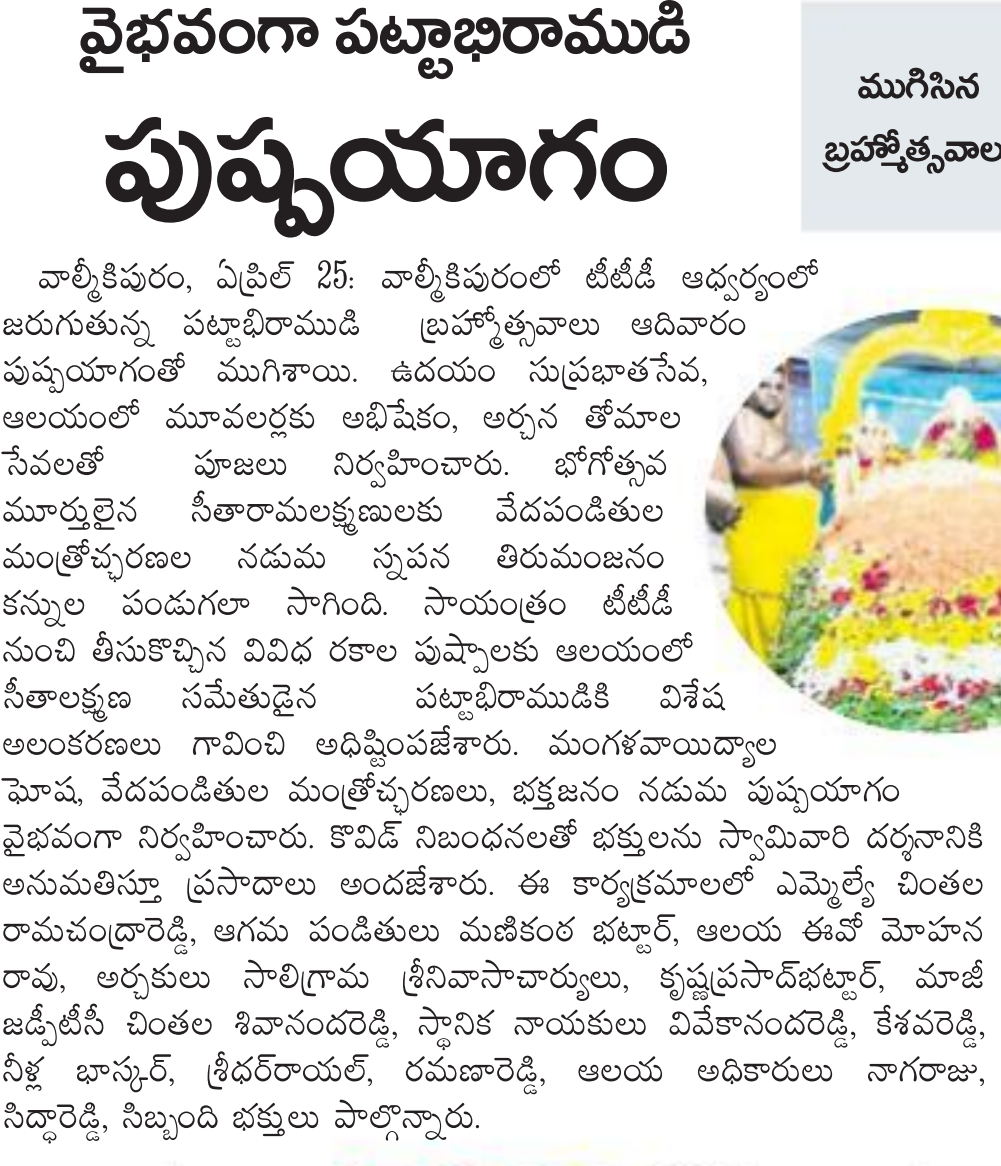 వైభవంగా పట్టాభిరాముడి
పుష్పయాగం
ముగిసిన
బ్రహ్మోత్సవాల
వాల్మీకిపురం, ఏప్రిల్ 25: వాల్మీకిపురంలో టీటీడీ ఆధ్వర్యంలో
జరుగుతున్న పట్టాభిరాముడి బ్రహ్మోత్సవాలు ఆదివారం
పుష్పయాగంతో ముగిశాయి. ఉదయం సుప్రభాతసేవ,
ఆలయంలో మూవలర్లకు అభిషేకం, అర్చన తోమాల
సేవలతో పూజలు నిర్వహించారు. భోగోత్సవ
మూర్తులైన సీతారామలక్ష్మణులకు వేదపండితుల
మంత్రోచ్ఛరణల నడుమ స్నపన తిరుమంజనం
కన్నుల పండుగలా సాగింది. సాయంత్రం టీటీడీ
నుంచి తీసుకొచ్చిన వివిధ రకాల పుష్పాలకు ఆలయంలో
సీతాలక్ష్మణ సమేతుడైన పట్టాభిరాముడికి విశేష
అలంకరణలు గావించి అధిష్టింపజేశారు. మంగళవాయిద్యాల
ఘోష, వేదపండితుల మంత్రోచ్ఛరణలు, భక్తజనం నడుమ పుష్పయాగం
వైభవంగా నిర్వహించారు. కొవిడ్ నిబంధనలతో భక్తులను స్వామివారి దర్శనానికి
అనుమతిస్తూ ప్రసాదాలు అందజేశారు. ఈ కార్యక్రమాలలో ఎమ్మెల్యే చింతల
రామచంద్రారెడ్డి, ఆగమ పండితులు మణికంఠ భట్టార్, ఆలయ ఈవో మోహన
రావు, అర్చకులు సాలిగ్రామ శ్రీనివాసాచార్యులు, కృష్ణప్రసాద్‌భట్టార్, మాజీ
జడ్పీటీసీ చింతల శివానందరెడ్డి, స్థానిక నాయకులు వివేకానందరెడ్డి, కేశవరెడ్డి,
నీళ్ల భాస్కర్, శ్రీధర్‌రాయల్, రమణారెడ్డి, ఆలయ అధికారులు నాగరాజు,
సిద్ధారెడ్డి, సిబ్బంది భక్తులు పాల్గొన్నారు.